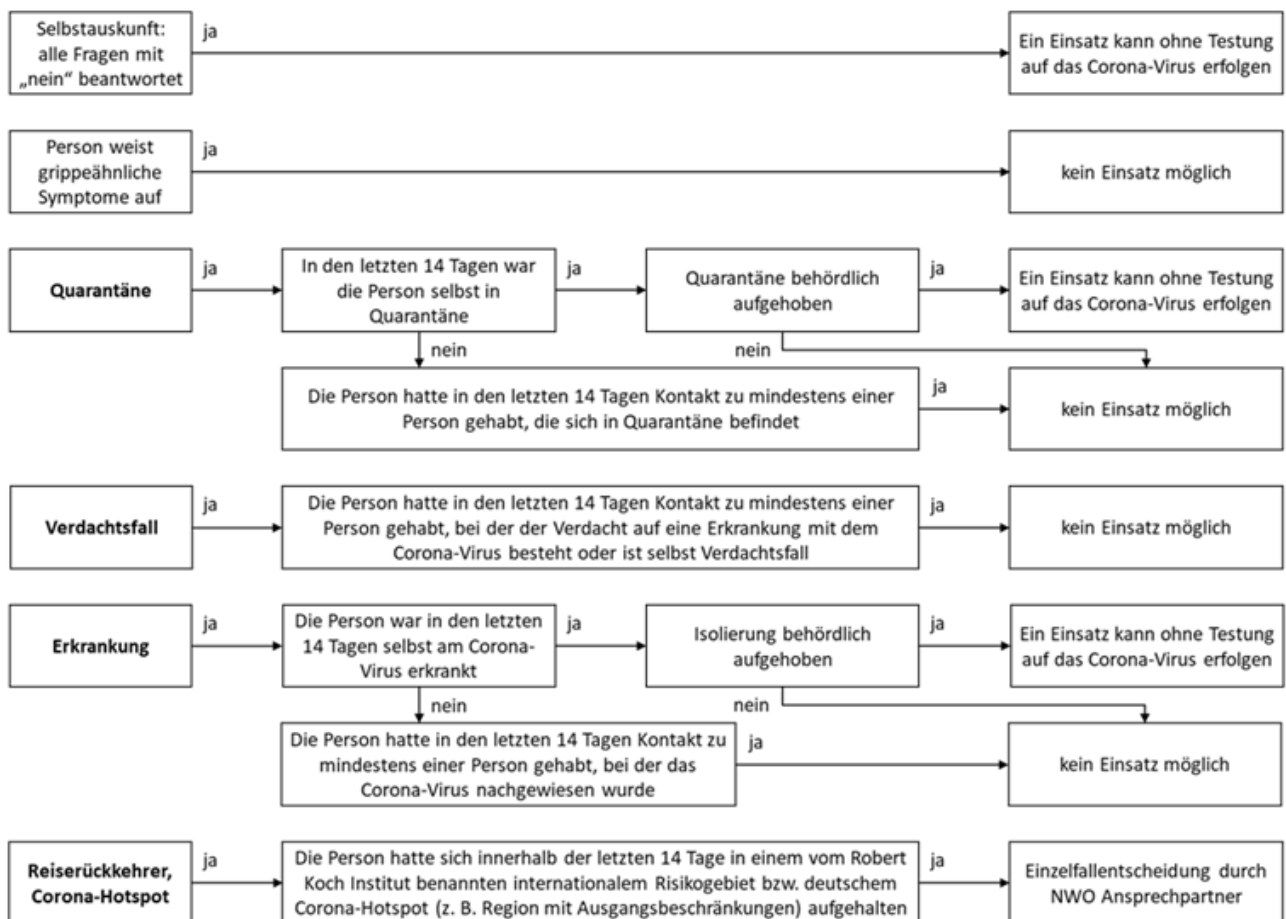 Selbstauskunft:
alle Fragen mit
„nein“ beantwortet
ja
Ein Einsatz kann ohne Testung
auf das Corona-Virus erfolgen
Person weist
grippeähnliche
Symptome auf
ja
kein Einsatz möglich
Quarantäne
ja
In den letzten 14 Tagen war
die Person selbst in
Quarantäne
ja
Quarantäne behördlich
aufgehoben
ja
Ein Einsatz kann ohne Testung
auf das Corona-Virus erfolgen
nein
nein
Die Person hatte in den letzten 14 Tagen Kontakt zu mindestens einer
Person gehabt, die sich in Quarantäne befindet
ja
kein Einsatz möglich
Verdachtsfall
ja
Die Person hatte in den letzten 14 Tagen Kontakt zu mindestens einer
Person gehabt, bei der der Verdacht auf eine Erkrankung mit dem
Corona-Virus besteht oder ist selbst Verdachtsfall
ja
kein Einsatz möglich
Erkrankung
ja
Die Person war in den letzten
14 Tagen selbst am Corona-
Virus erkrankt
ja
Isolierung behördlich
aufgehoben
ja
Ein Einsatz kann ohne Testung
auf das Corona-Virus erfolgen
nein
nein
Die Person hatte in den letzten 14 Tagen Kontakt zu
mindestens einer Person gehabt, bei der das
Corona-Virus nachgewiesen wurde
ja
kein Einsatz möglich
Reiserückkehrer,
Corona-Hotspot
ja
Die Person hatte sich innerhalb der letzten 14 Tage in einem vom Robert
Koch Institut benannten internationalem Risikogebiet bzw. deutschem
Corona-Hotspot (z. B. Region mit Ausgangsbeschränkungen) aufgehalten
ja
Einzelfallentscheidung durch
NWO Ansprechpartner